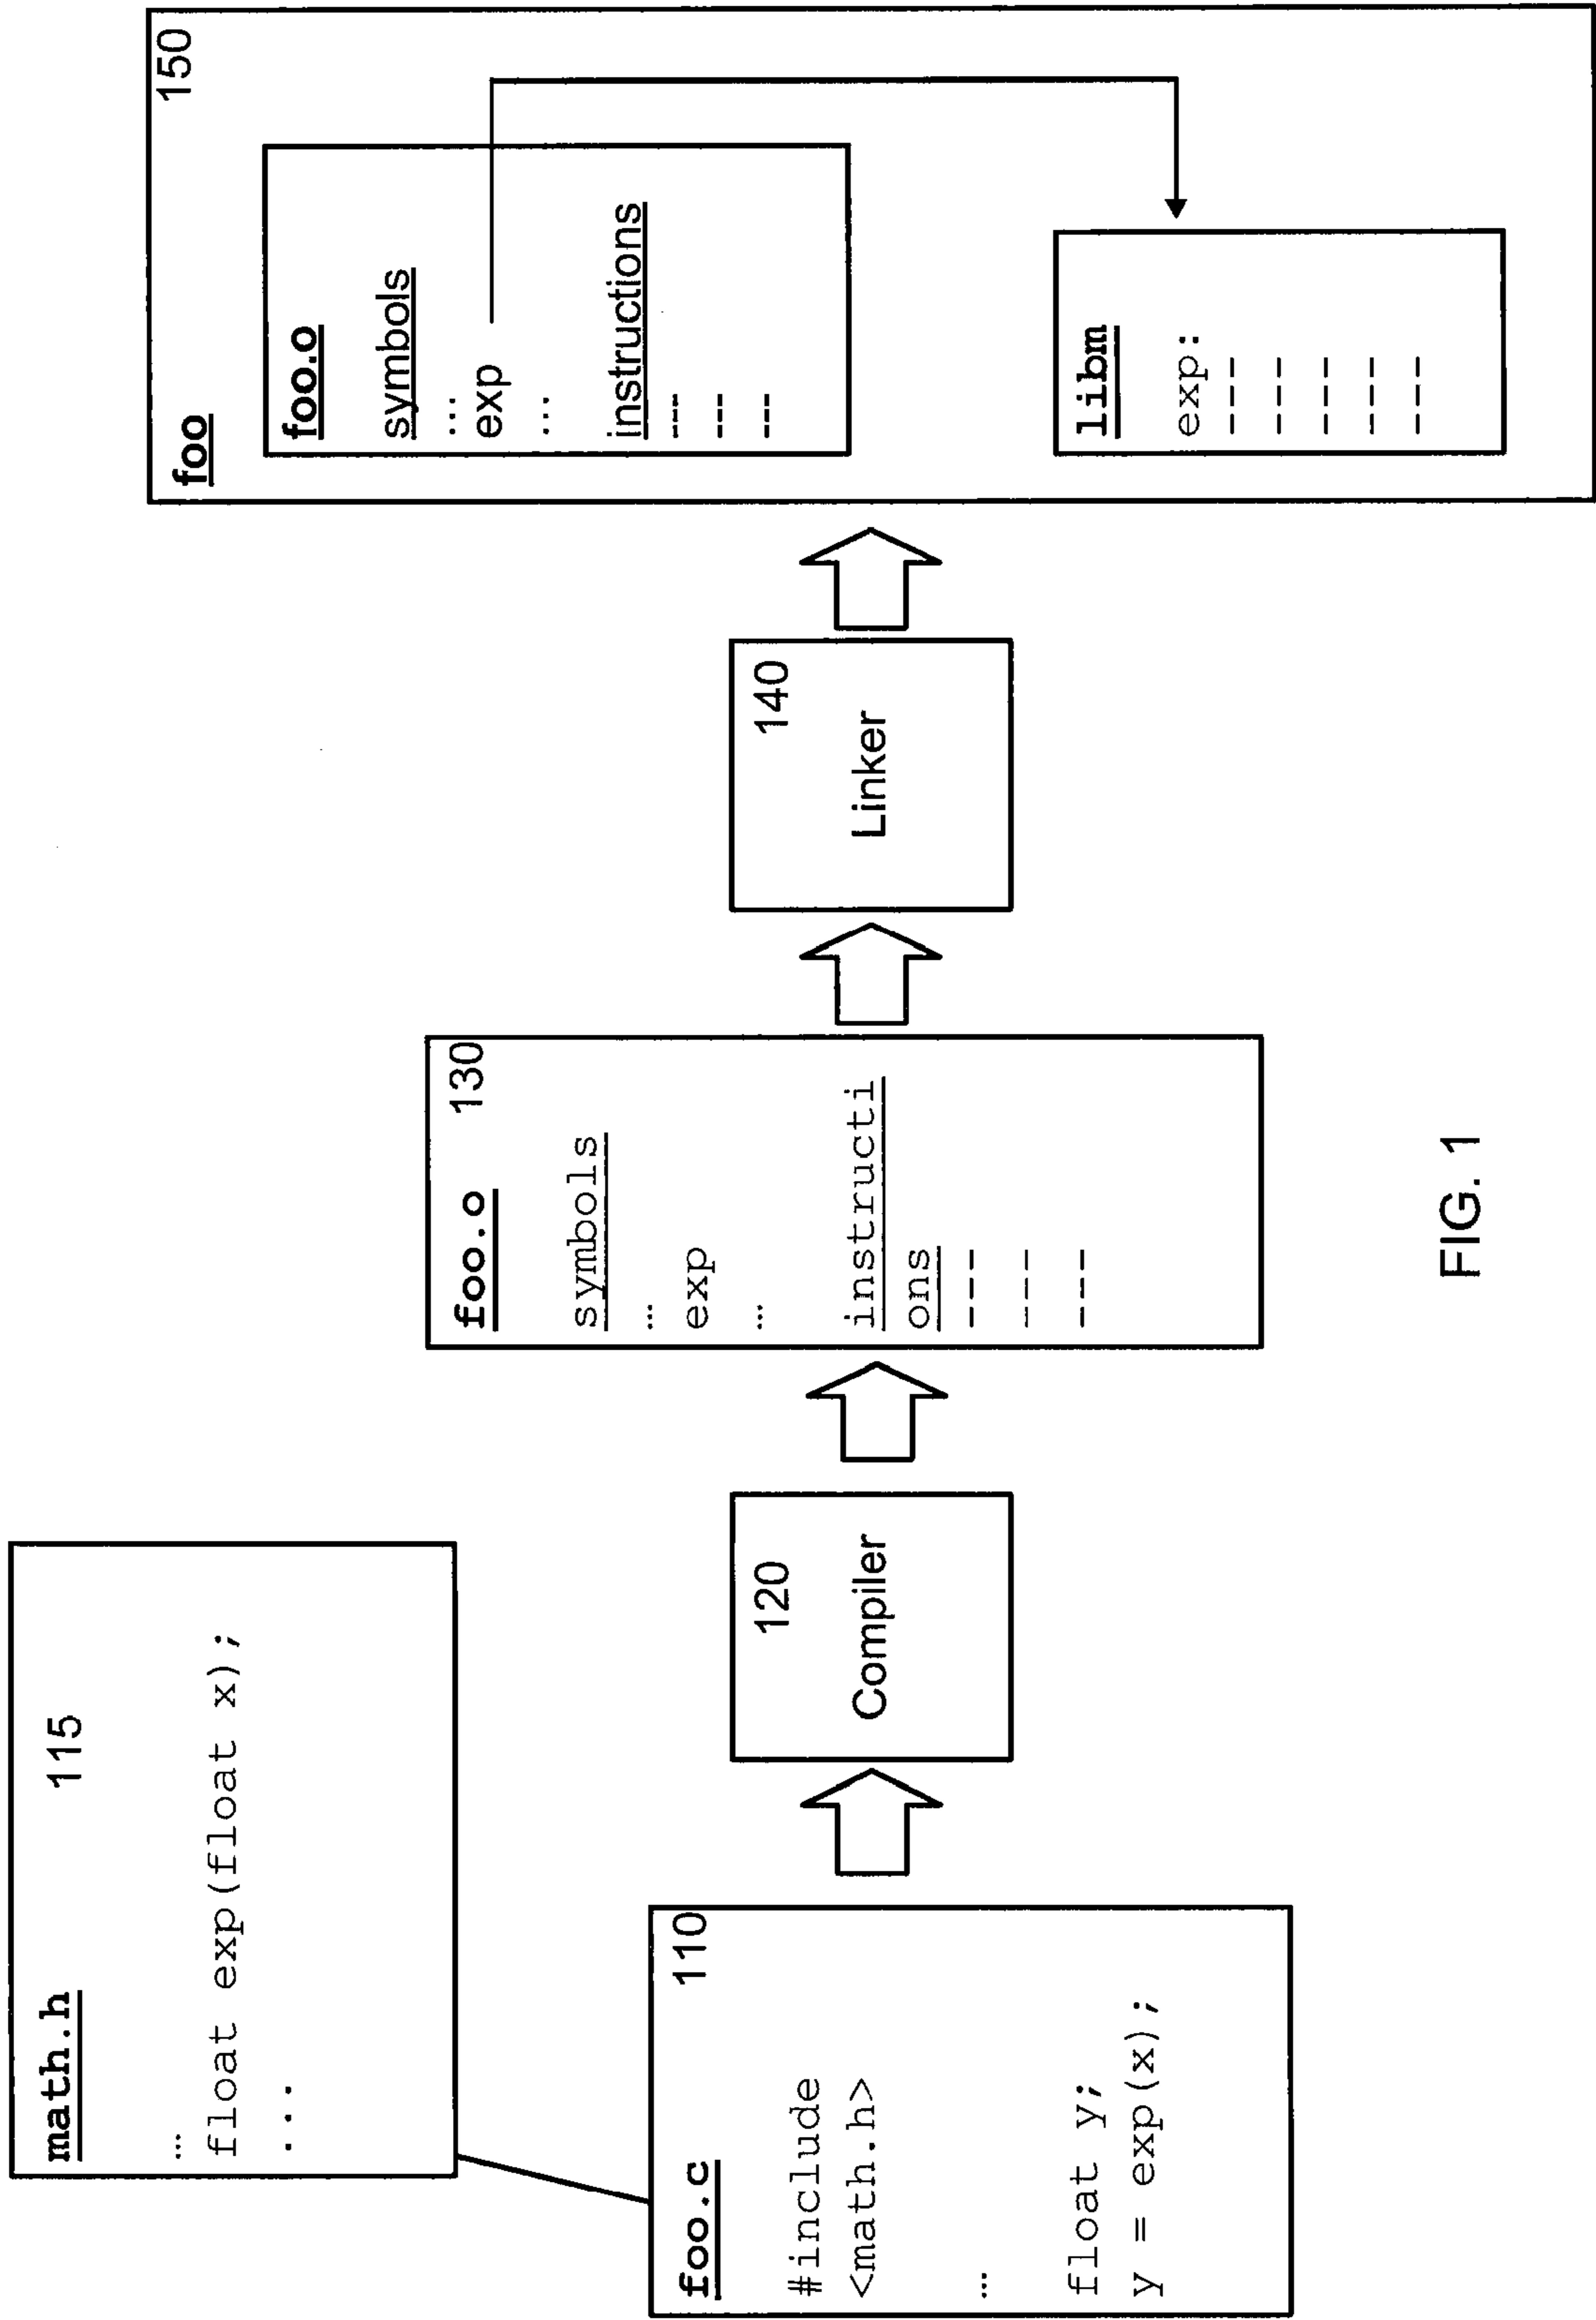 math.h 115
...
float exp(float x);
...
foo.c 110
#include
<math.h>
...
float y;
y = exp(x);
120
Compiler
foo.o 130
symbols
...
exp
...
instructi
ons
---
---
---
140
Linker
foo 150
foo.o
symbols
...
exp
...
instructions
---
---
---
libm
exp:
---
---
---
---
---
FIG. 1